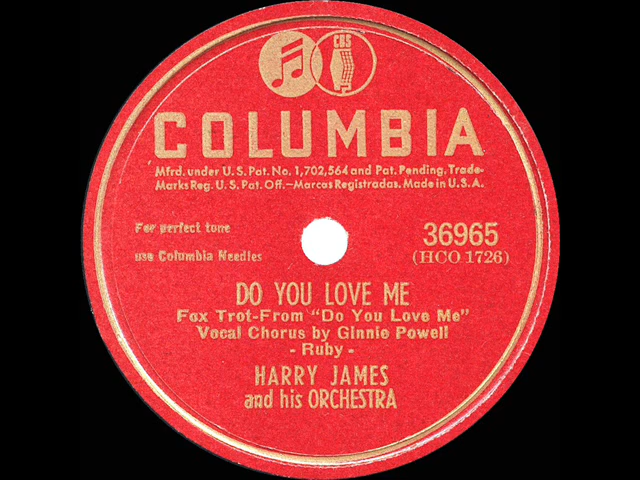 CBS
COLUMBIA
Mfrd. under U.S. Pat. No. 1,702,564 and Pat. Pending. Trade-
Marks Reg. U.S. Pat. Off.—Marcas Registradas. Made in U.S.A.
For perfect tone
use Columbia Needles
36965
(HCO 1726)
DO YOU LOVE ME
Fox Trot-From "Do You Love Me"
Vocal Chorus by Ginnie Powell
- Ruby -
HARRY JAMES
and his ORCHESTRA